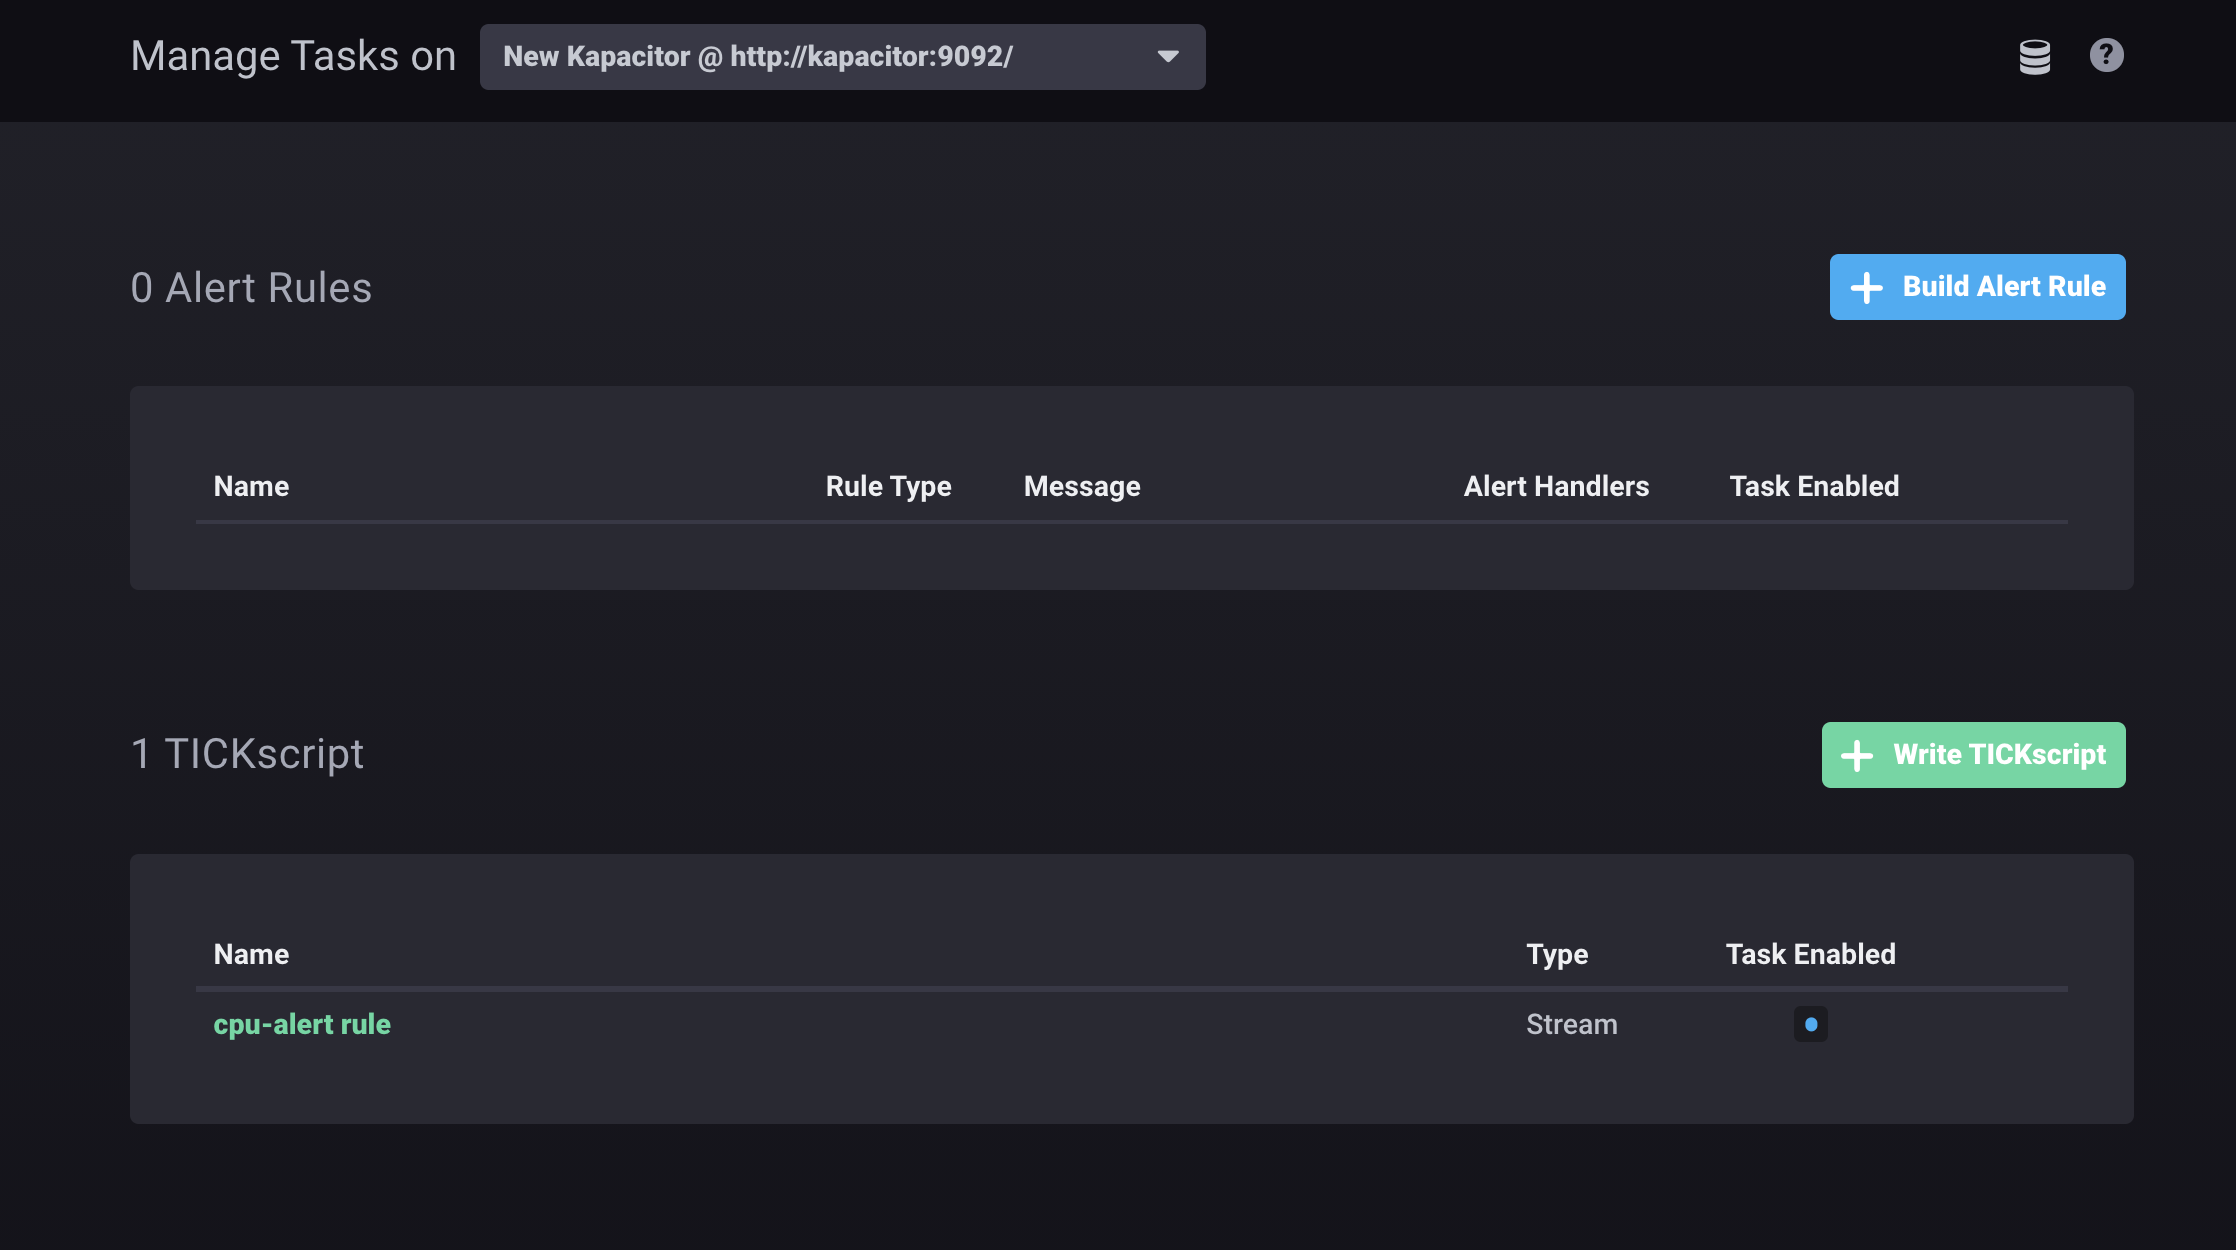 Manage Tasks on New Kapacitor @ http://kapacitor:9092/ ?
0 Alert Rules + Build Alert Rule
Name Rule Type Message Alert Handlers Task Enabled
1 TICKscript + Write TICKscript
Name Type Task Enabled
cpu-alert rule Stream